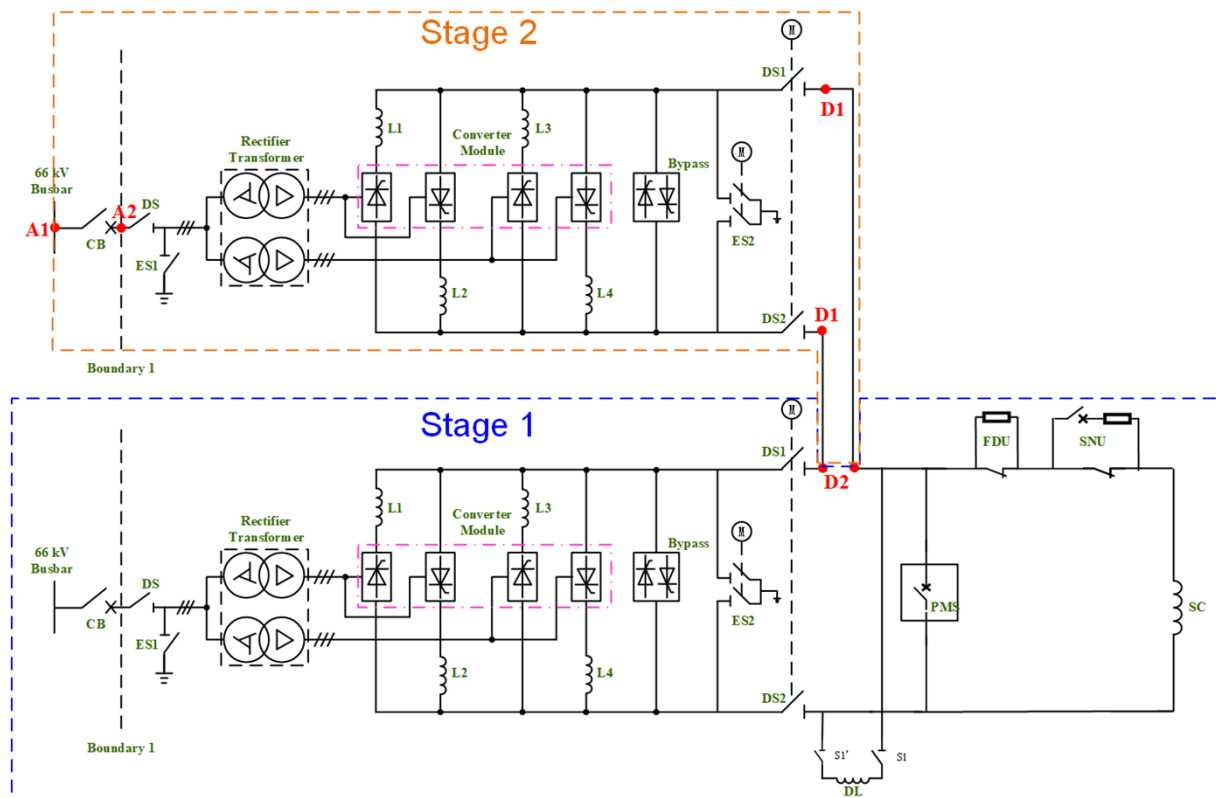 Stage 2
M
DS1
D1
L1
L3
Rectifier
Transformer
Converter
Module
Bypass
M
66 kV
Busbar
A1
A2
DS
CB
ES1
ES2
L2
L4
DS2
D1
Boundary 1
Stage 1
M
DS1
D2
FDU
SNU
L1
L3
Rectifier
Transformer
Converter
Module
Bypass
M
66 kV
Busbar
DS
CB
ES1
ES2
PMS
SC
L2
L4
DS2
Boundary 1
S1'
S1
DL